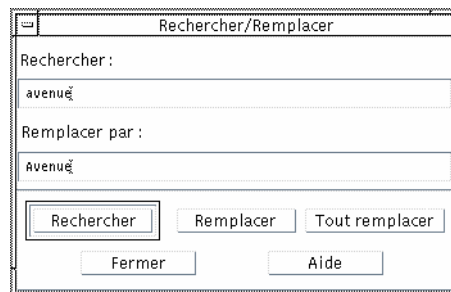 Rechercher/Remplacer
Rechercher :
avenue
Remplacer par :
Avenue
Rechercher Remplacer Tout remplacer
Fermer Aide